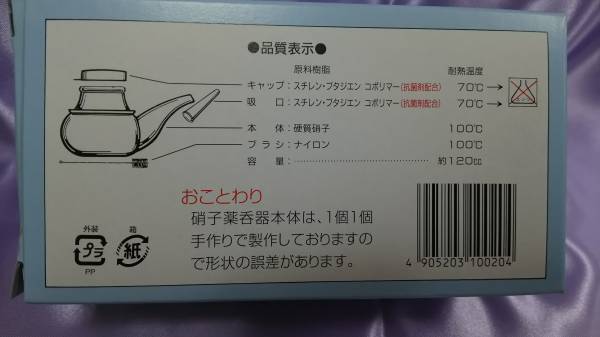 ●品質表示●
原料樹脂 耐熱温度
キャップ：スチレン・ブタジエン コポリマー(抗菌剤配合) 70℃→
吸口：スチレン・ブタジエン コポリマー(抗菌剤配合) 70℃→
本体：硬質硝子 100℃
ブラシ：ナイロン 100℃
容量：………… 約120cc
おことわり
硝子薬呑器本体は、1個1個
手作りで製作しておりますの
で形状の誤差があります。
外装 箱
プラ 紙
PP
4 905203 100204